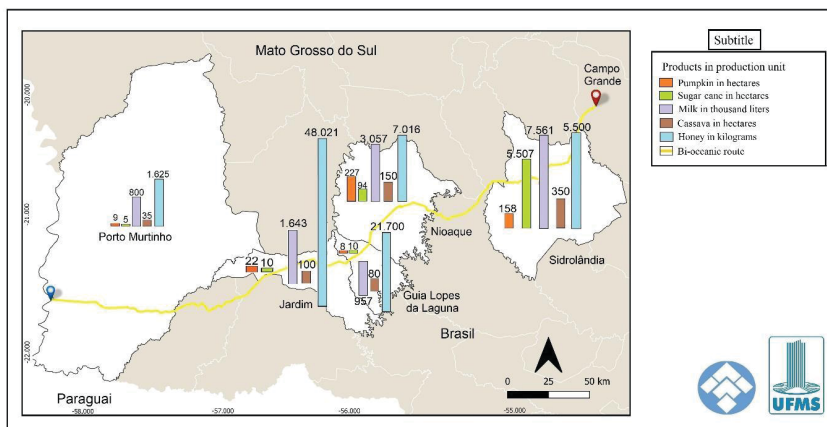 Mato Grosso do Sul
Campo
Grande
48.021
3.057
7.016
7.561
5.500
5.507
227
94
150
158
350
1.625
800
9
5
35
Porto Murtinho
1.643
22
10
100
Jardim
8
10
21.700
80
957
Guia Lopes
da Laguna
Nioaque
Sidrolândia
Brasil
Paraguai
0
25
50 km
-20.000
-21.000
-22.000
-58.000
-57.000
-56.000
-55.000
Subtitle
Products in production unit
Pumpkin in hectares
Sugar cane in hectares
Milk in thousand liters
Cassava in hectares
Honey in kilograms
Bi-oceanic route
UFMS